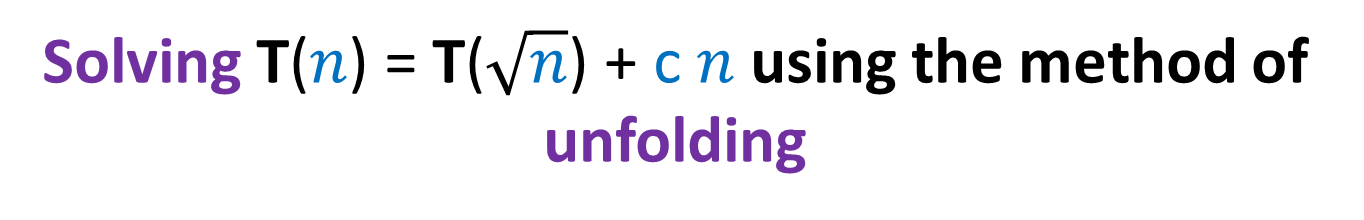 Solving T(n) = T(√n) + c n using the method of
unfolding